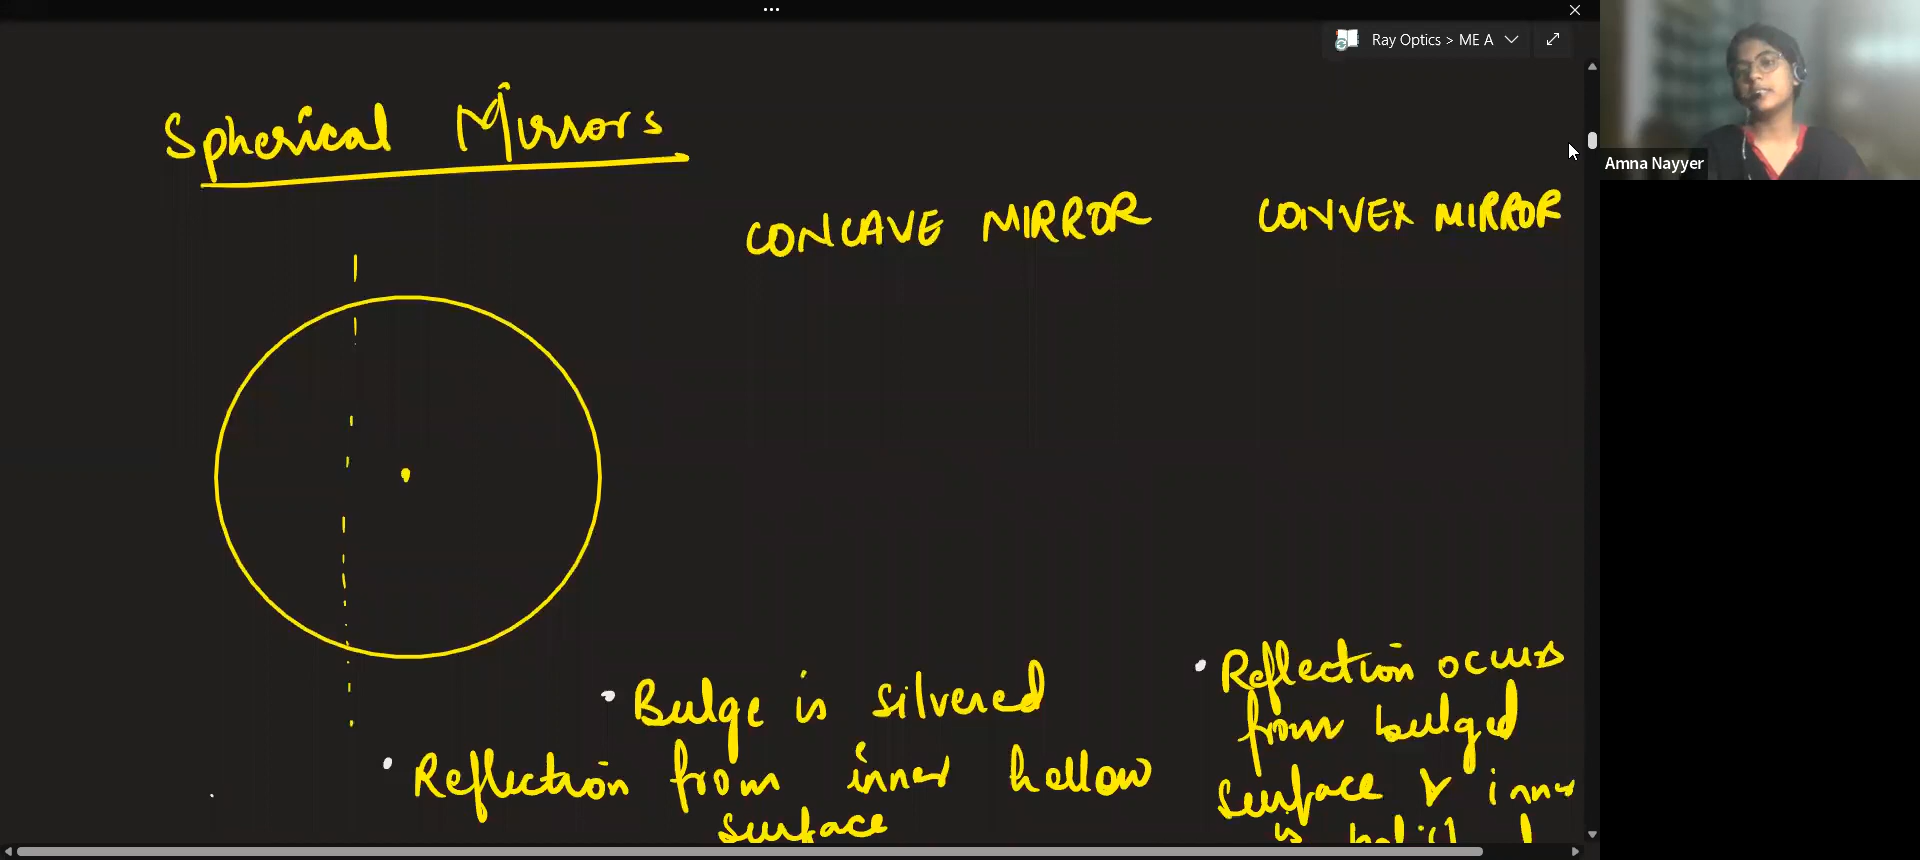 Ray Optics > ME A
Amna Nayyer
Spherical Mirrors
CONCAVE MIRROR
CONVEX MIRROR
• Bulge is silvered
• Reflection from inner hollow
surface
• Reflection occurs
from bulged
surface & inner
is